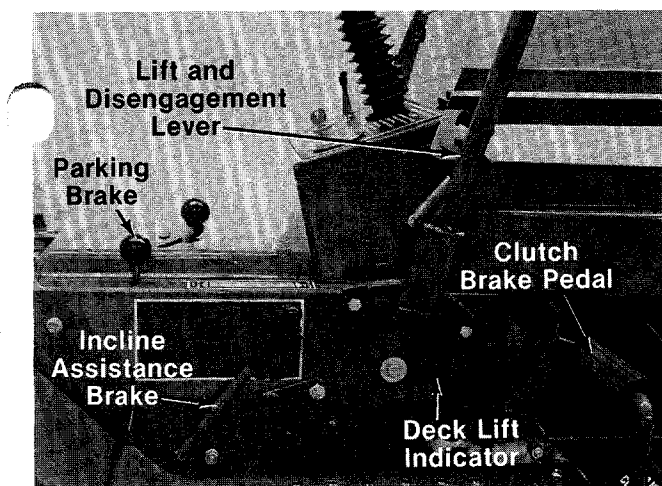 Lift and
Disengagement
Lever
Parking
Brake
Clutch
Brake Pedal
Incline
Assistance
Brake
Deck Lift
Indicator